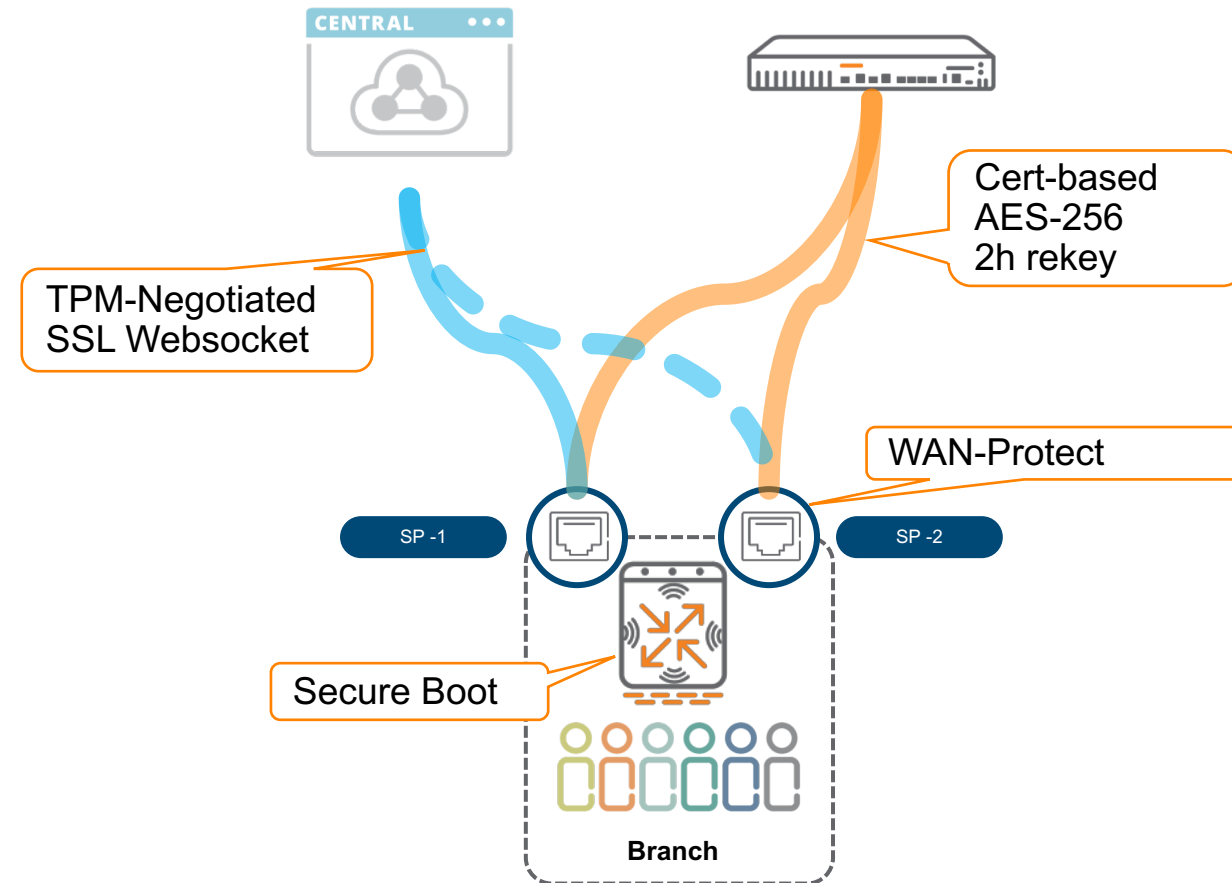 CENTRAL
Cert-based
AES-256
2h rekey
TPM-Negotiated
SSL Websocket
WAN-Protect
SP -1
SP -2
Secure Boot
Branch